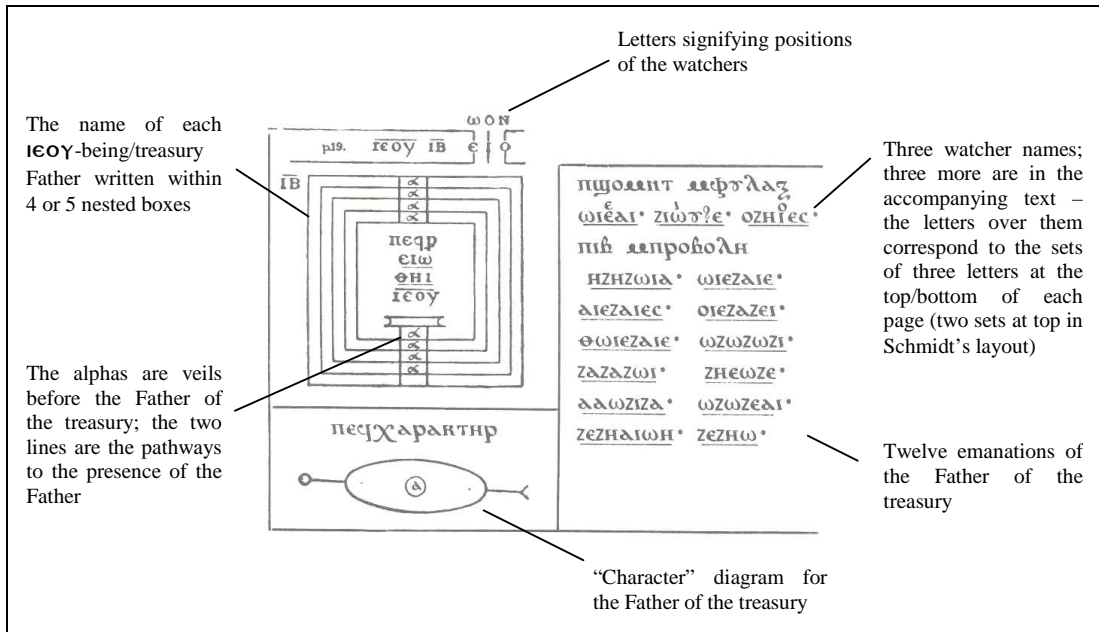 Letters signifying positions
of the watchers
The name of each
ⲓⲉⲟⲩ-being/treasury
Father written within
4 or 5 nested boxes
The alphas are veils
before the Father of
the treasury; the two
lines are the pathways
to the presence of the
Father
ⲱ ⲟ ⲛ
p.19. ⲓⲉⲟⲩ ⲓⲃ ⲉ ⲓ ⲟ
ⲓⲃ
ⲁ
ⲁ
ⲁ
ⲁ
ⲡⲉϥⲣ
ⲉⲓⲱ
ⲑⲏⲓ
ⲓⲉⲟⲩ
ⲁ
ⲁ
ⲁ
ⲁ
ⲡⲉϥⲭⲁⲣⲁⲕⲧⲏⲣ
ⲁ
ⲡϣⲟⲙⲛⲧ ⲙⲫⲩⲗⲁⲝ
ⲱⲓⲉⲁⲓ· ⲍⲓⲱⲩ?ⲉ· ⲟⲍⲏⲓⲉⲥ·
ⲡⲓⲃ ⲙⲡⲣⲟⲃⲟⲗⲏ
ⲏⲍⲏⲍⲱⲓⲁ· ⲱⲓⲉⲍⲁⲓⲉ·
ⲁⲓⲉⲍⲁⲓⲉⲥ· ⲟⲓⲉⲍⲁⲍⲉⲓ·
ⲑⲱⲓⲉⲍⲁⲓⲉ· ⲱⲍⲱⲍⲱⲍⲓ·
ⲍⲁⲍⲁⲍⲱⲓ· ⲍⲏⲉⲱⲍⲉ·
ⲁⲁⲱⲍⲓⲍⲁ· ⲱⲍⲱⲍⲉⲁⲓ·
ⲍⲉⲍⲏⲁⲓⲱⲏ· ⲍⲉⲍⲏⲱ·
Three watcher names;
three more are in the
accompanying text –
the letters over them
correspond to the sets
of three letters at the
top/bottom of each
page (two sets at top in
Schmidt’s layout)
Twelve emanations of
the Father of the
treasury
“Character” diagram for
the Father of the treasury